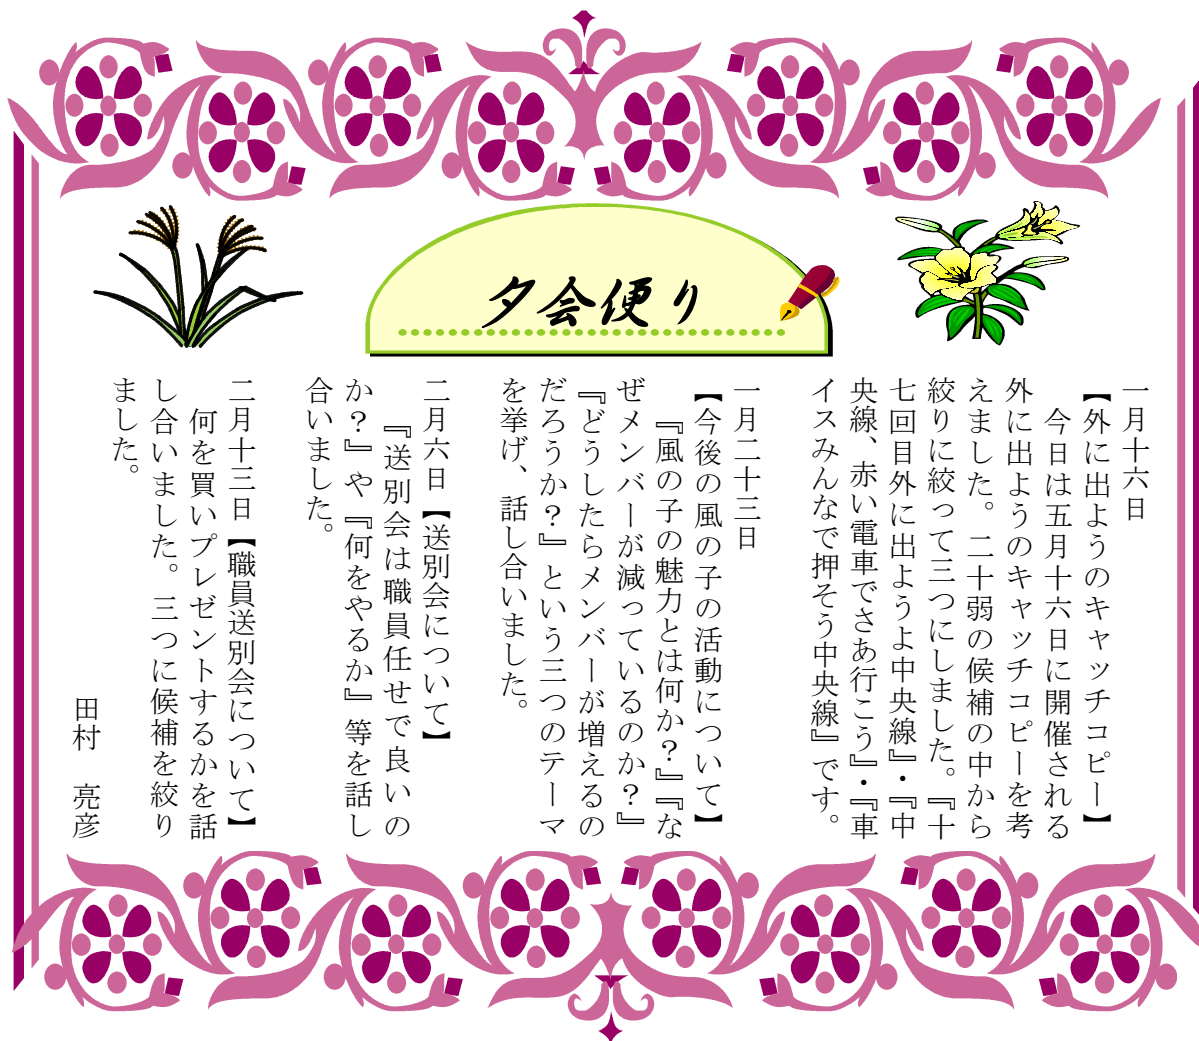 夕会便り
一月十六日
【外に出ようのキャッチコピー】
今日は五月十六日に開催される
外に出ようのキャッチコピーを考
えました。二十弱の候補の中から
絞りに絞って三つにしました。『十
七回目外に出ようよ中央線』・『中
央線、赤い電車でさあ行こう』・『車
イスみんなで押そう中央線』です。
一月二十三日
【今後の風の子の活動について】
『風の子の魅力とは何か？』『な
ぜメンバーが減っているのか？』
『どうしたらメンバーが増えるの
だろうか？』という三つのテーマ
を挙げ、話し合いました。
二月六日【送別会について】
『送別会は職員任せで良いの
か？』や『何をやるか』等を話し
合いました。
二月十三日【職員送別会について】
何を買いプレゼントするかを話
し合いました。三つに候補を絞り
ました。
田村　亮彦